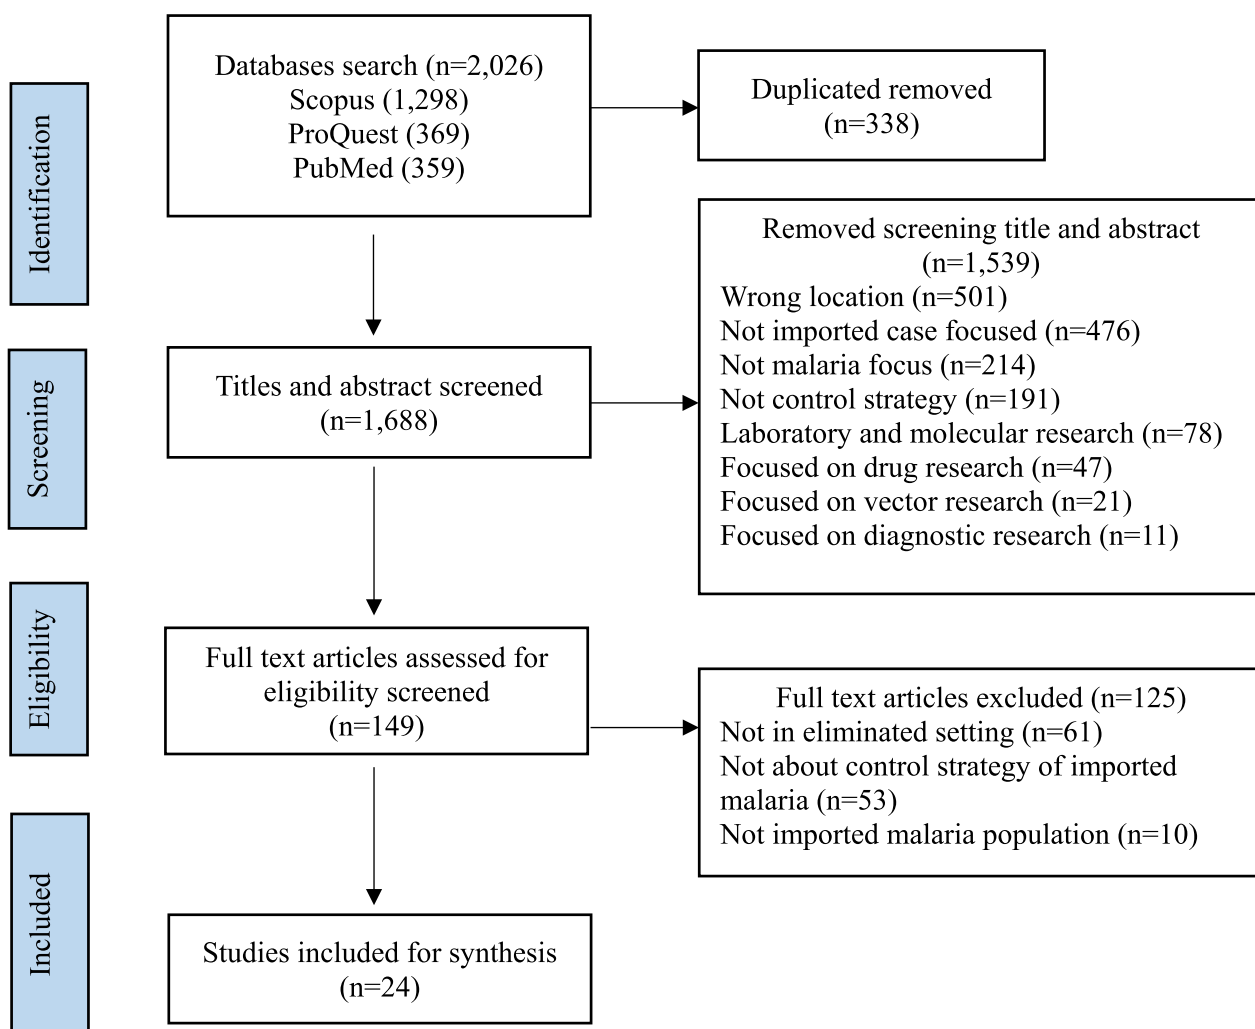 Identification
Databases search (n=2,026)
Scopus (1,298)
ProQuest (369)
PubMed (359)
Duplicated removed
(n=338)
Screening
Titles and abstract screened
(n=1,688)
Removed screening title and abstract
(n=1,539)
Wrong location (n=501)
Not imported case focused (n=476)
Not malaria focus (n=214)
Not control strategy (n=191)
Laboratory and molecular research (n=78)
Focused on drug research (n=47)
Focused on vector research (n=21)
Focused on diagnostic research (n=11)
Eligibility
Full text articles assessed for
eligibility screened
(n=149)
Full text articles excluded (n=125)
Not in eliminated setting (n=61)
Not about control strategy of imported
malaria (n=53)
Not imported malaria population (n=10)
Included
Studies included for synthesis
(n=24)